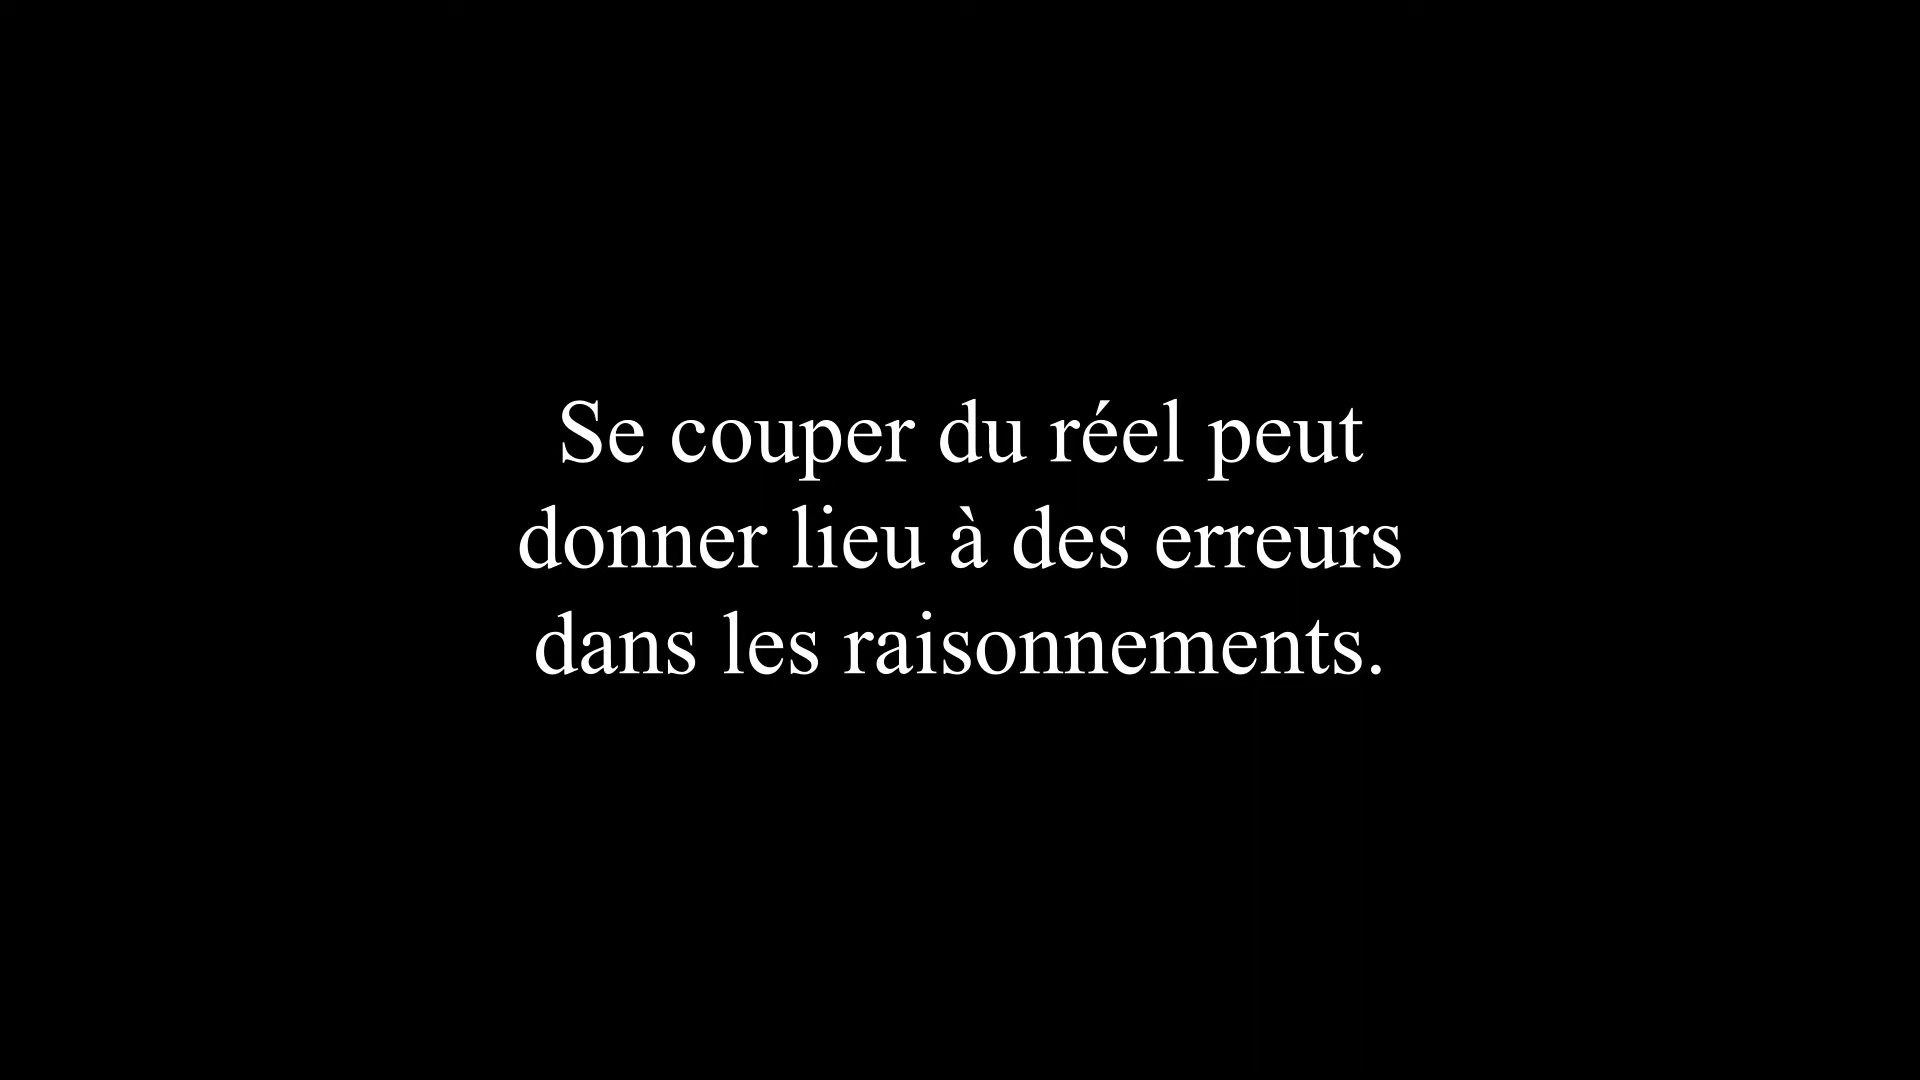 Se couper du réel peut
donner lieu à des erreurs
dans les raisonnements.